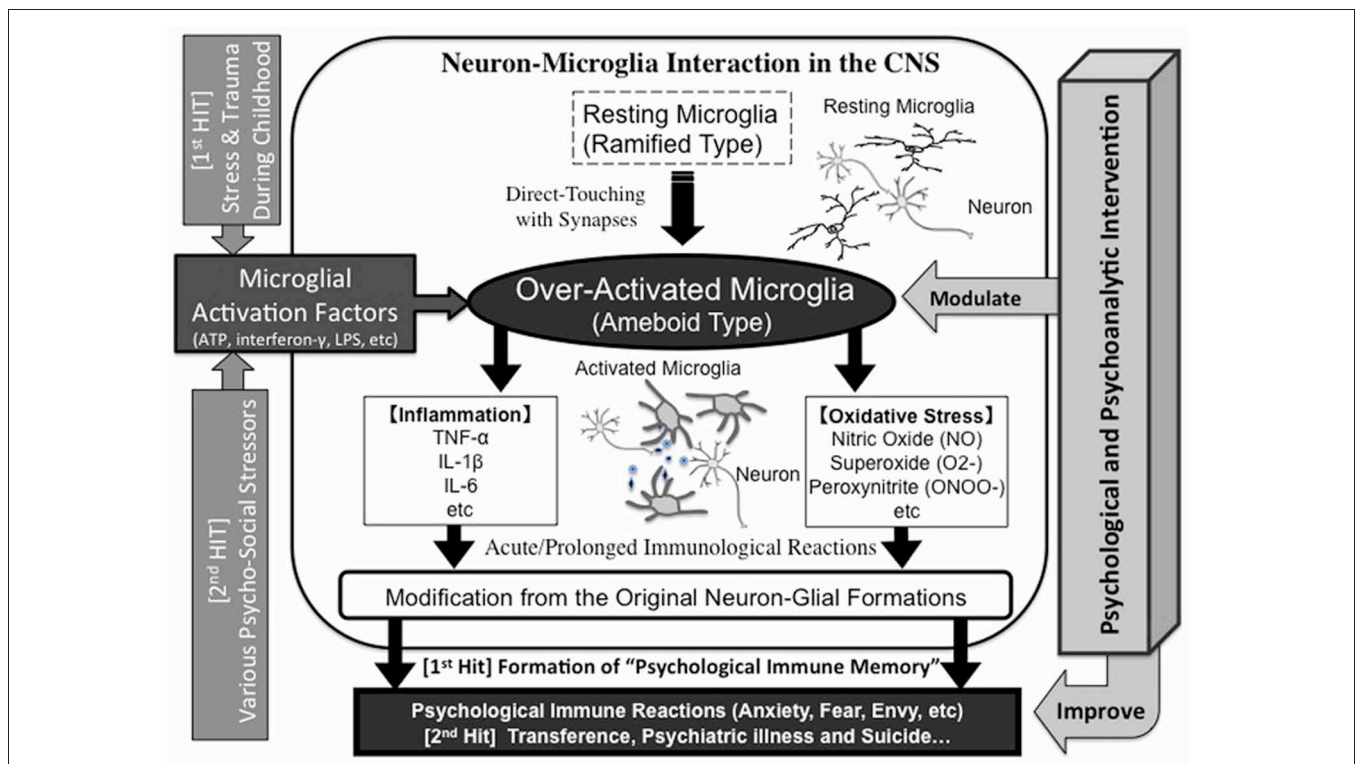 Neuron-Microglia Interaction in the CNS
[1st HIT]
Stress & Trauma
During Childhood
Resting Microglia
(Ramified Type)
Resting Microglia
Neuron
Direct-Touching
with Synapses
Microglial
Activation Factors
(ATP, interferon-γ, LPS, etc)
Over-Activated Microglia
(Ameboid Type)
Modulate
Psychological and Psychoanalytic Intervention
[2nd HIT]
Various Psycho-Social Stressors
【Inflammation】
TNF-α
IL-1β
IL-6
etc
Activated Microglia
Neuron
【Oxidative Stress】
Nitric Oxide (NO)
Superoxide (O2-)
Peroxynitrite (ONOO-)
etc
Acute/Prolonged Immunological Reactions
Modification from the Original Neuron-Glial Formations
[1st Hit] Formation of “Psychological Immune Memory”
Psychological Immune Reactions (Anxiety, Fear, Envy, etc)
[2nd Hit] Transference, Psychiatric illness and Suicide…
Improve